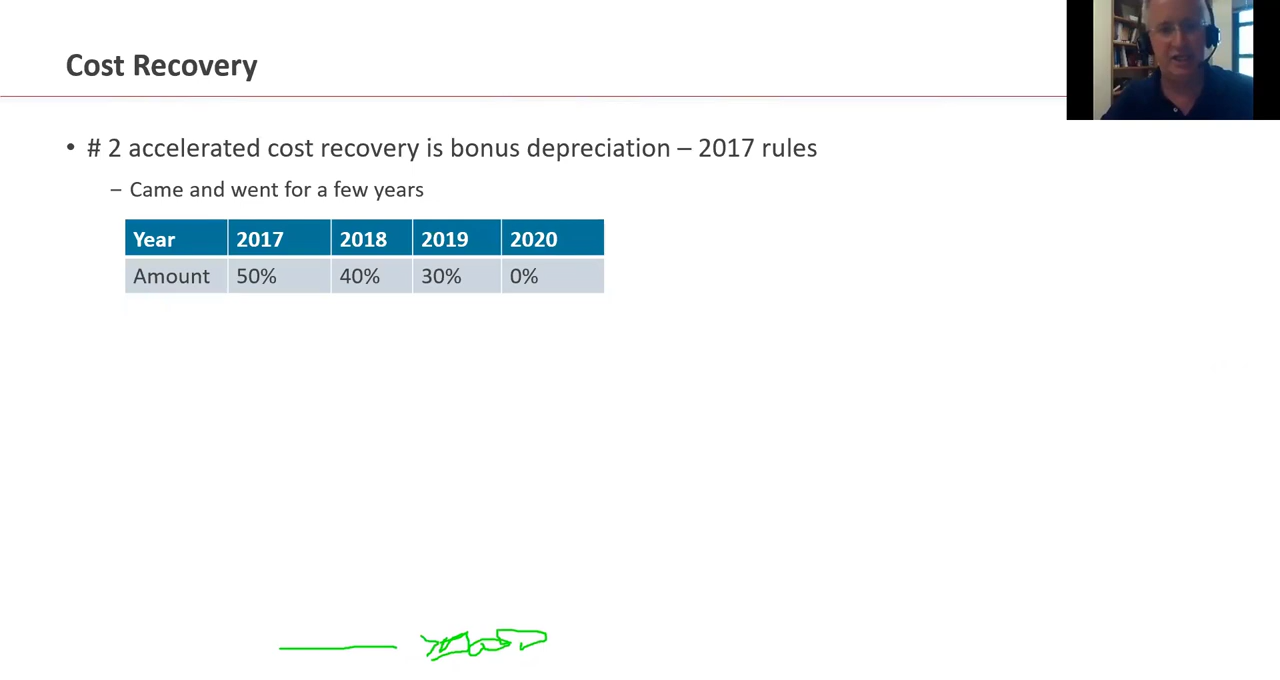 Cost Recovery
• # 2 accelerated cost recovery is bonus depreciation – 2017 rules
– Came and went for a few years
Year 2017 2018 2019 2020
Amount 50% 40% 30% 0%